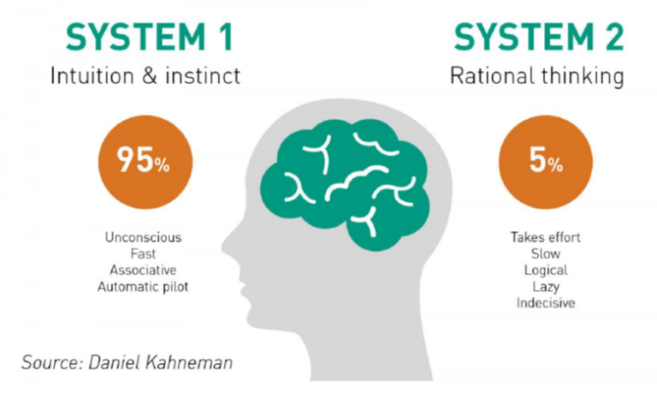 SYSTEM 1
Intuition & instinct
95%
Unconscious
Fast
Associative
Automatic pilot
SYSTEM 2
Rational thinking
5%
Takes effort
Slow
Logical
Lazy
Indecisive
Source: Daniel Kahneman